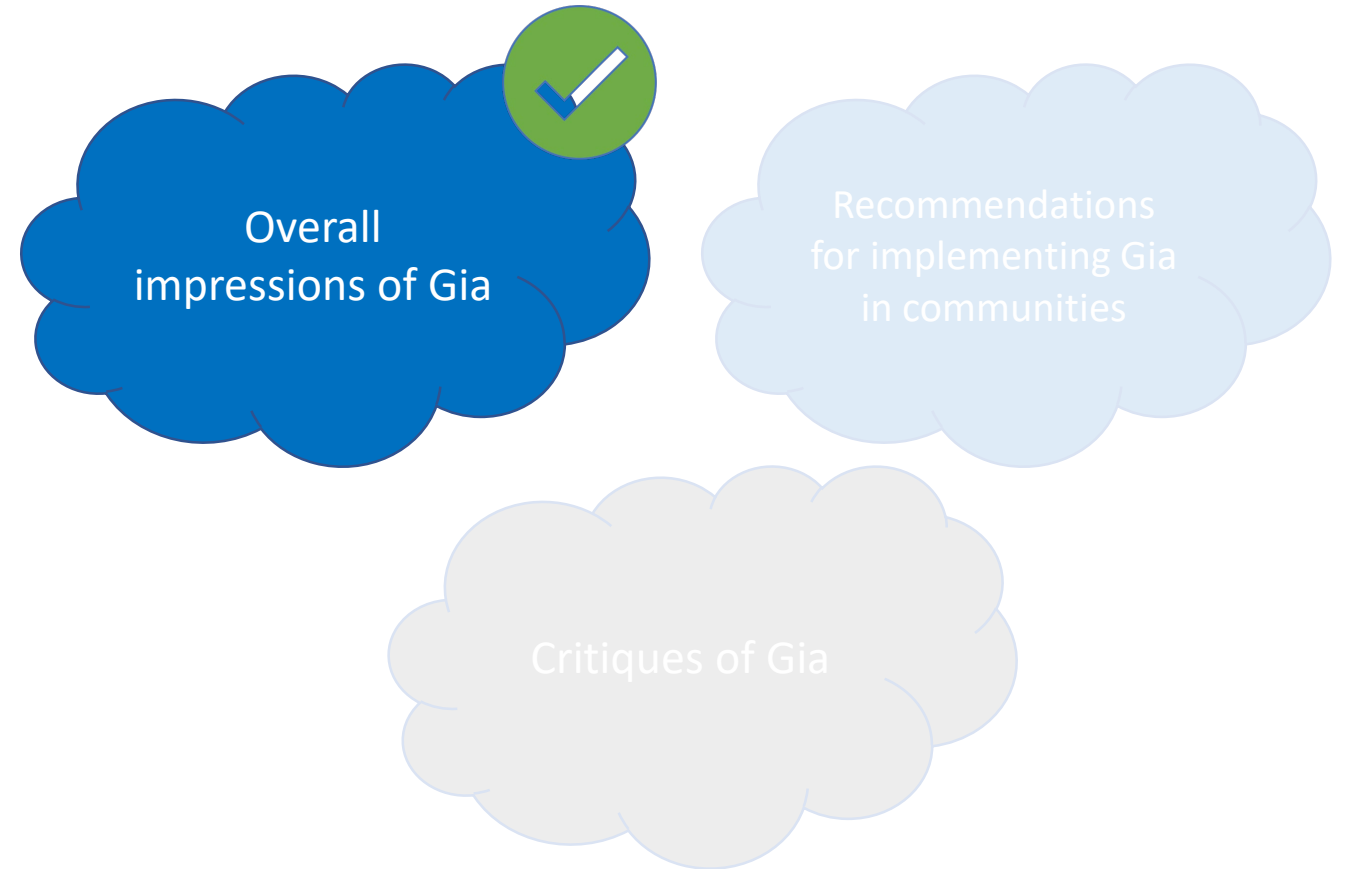 Overall
impressions of Gia
Recommendations
for implementing Gia
in communities
Critiques of Gia